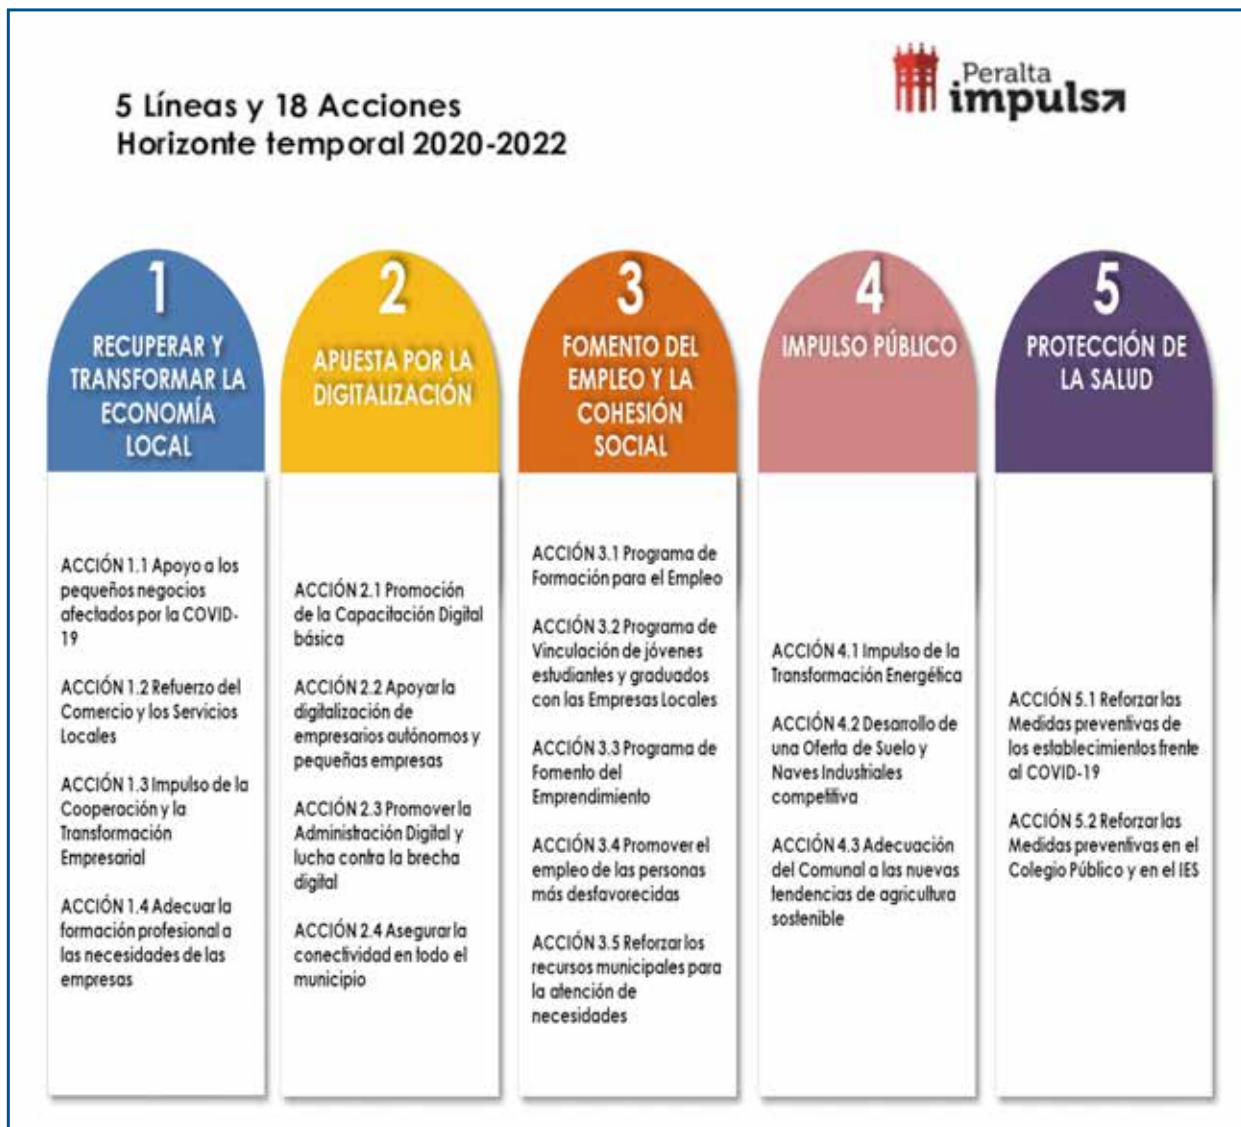 5 Líneas y 18 Acciones
Horizonte temporal 2020-2022
Peralta
impulsa
1
RECUPERAR Y
TRANSFORMAR LA
ECONOMÍA
LOCAL
ACCIÓN 1.1 Apoyo a los
pequeños negocios
afectados por la COVID-
19
ACCIÓN 1.2 Refuerzo del
Comercio y los Servicios
Locales
ACCIÓN 1.3 Impulso de la
Cooperación y la
Transformación
Empresarial
ACCIÓN 1.4 Adecuar la
formación profesional a
las necesidades de las
empresas
2
APUESTA POR LA
DIGITALIZACIÓN
ACCIÓN 2.1 Promoción
de la Capacitación Digital
básica
ACCIÓN 2.2 Apoyar la
digitalización de
empresarios autónomos y
pequeñas empresas
ACCIÓN 2.3 Promover la
Administración Digital y
lucha contra la brecha
digital
ACCIÓN 2.4 Asegurar la
conectividad en todo el
municipio
3
FOMENTO DEL
EMPLEO Y LA
COHESIÓN
SOCIAL
ACCIÓN 3.1 Programa de
Formación para el Empleo
ACCIÓN 3.2 Programa de
Vinculación de jóvenes
estudiantes y graduados
con las Empresas Locales
ACCIÓN 3.3 Programa de
Fomento del
Emprendimiento
ACCIÓN 3.4 Promover el
empleo de las personas
más desfavorecidas
ACCIÓN 3.5 Reforzar los
recursos municipales para
la atención de
necesidades
4
IMPULSO PÚBLICO
ACCIÓN 4.1 Impulso de la
Transformación Energética
ACCIÓN 4.2 Desarrollo de
una Oferta de Suelo y
Naves Industriales
competitiva
ACCIÓN 4.3 Adecuación
del Comunal a las nuevas
tendencias de agricultura
sostenible
5
PROTECCIÓN DE
LA SALUD
ACCIÓN 5.1 Reforzar las
Medidas preventivas de
los establecimientos frente
al COVID-19
ACCIÓN 5.2 Reforzar las
Medidas preventivas en el
Colegio Público y en el IES